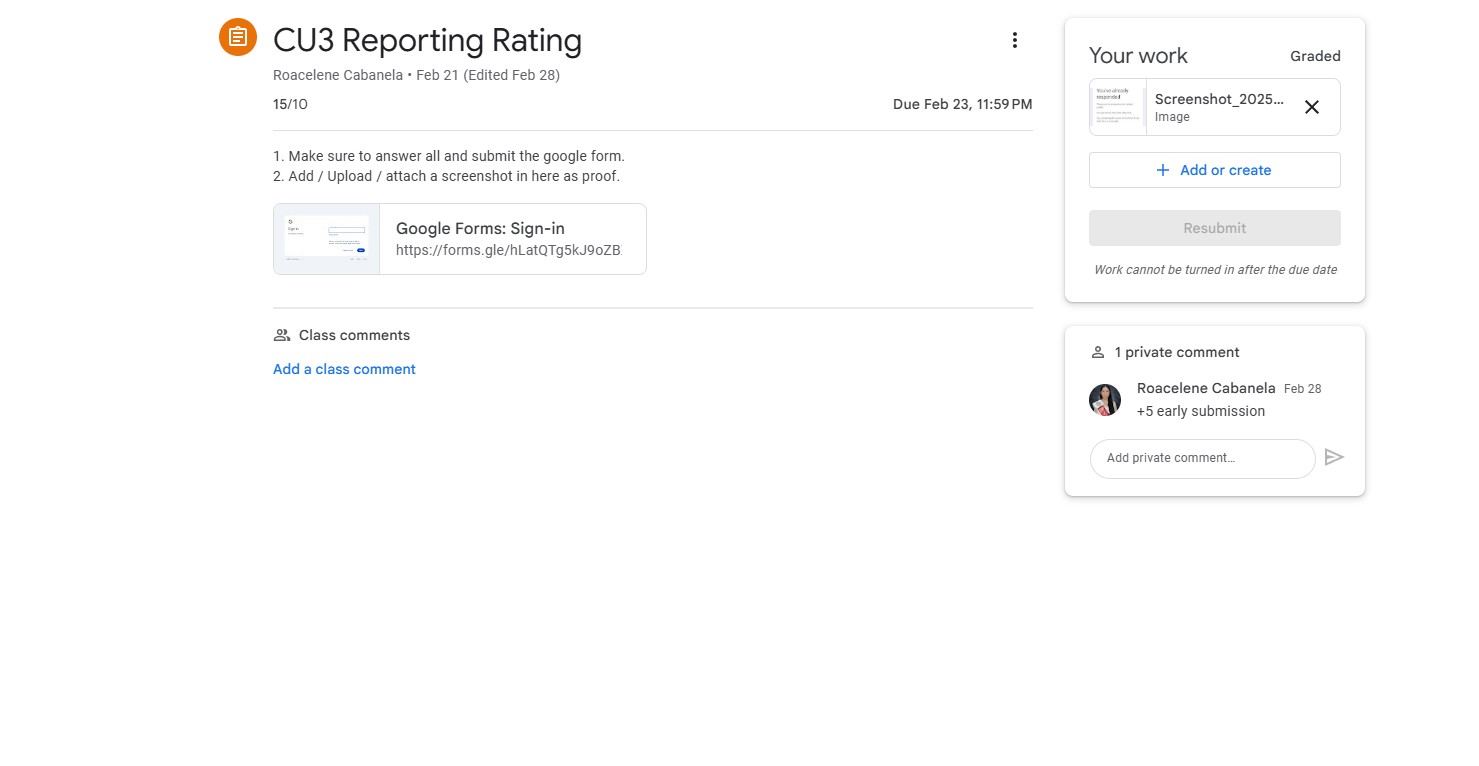 CU3 Reporting Rating
Roacelene Cabanela • Feb 21 (Edited Feb 28)
15/10
Due Feb 23, 11:59 PM
1. Make sure to answer all and submit the google form.
2. Add / Upload / attach a screenshot in here as proof.
Google Forms: Sign-in
https://forms.gle/hLatQTg5kJ9oZB
Class comments
Add a class comment
Your work
Graded
You've already
responded
Screenshot_2025...
Image
Add or create
Resubmit
Work cannot be turned in after the due date
1 private comment
Roacelene Cabanela Feb 28
+5 early submission
Add private comment…